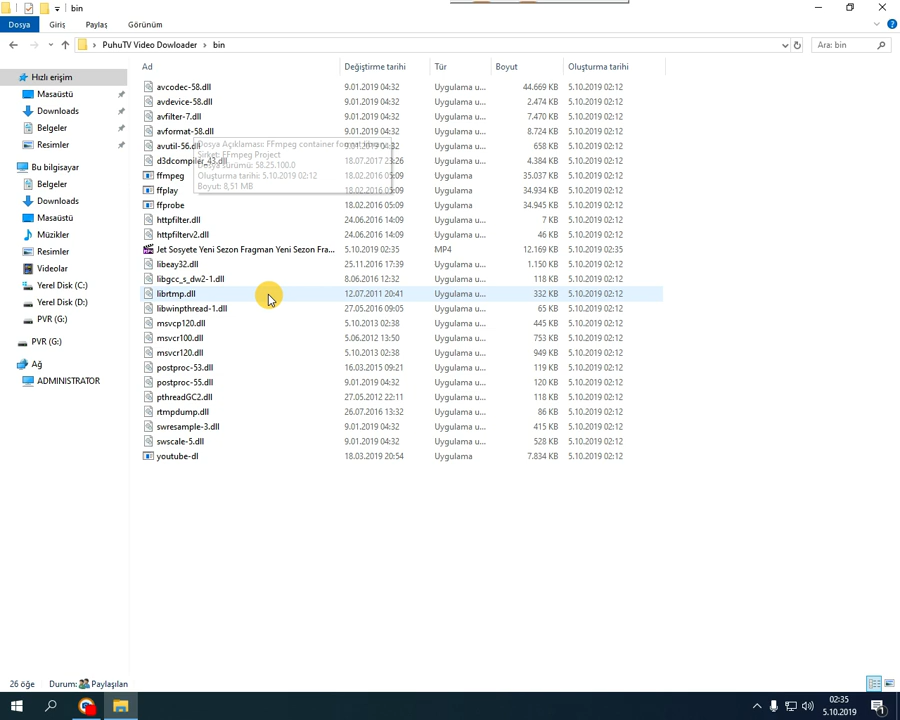 bin
Dosya Giriş Paylaş Görünüm
PuhuTV Video Dowloader › bin
Ara: bin
Ad Değiştirme tarihi Tür Boyut Oluşturma tarihi
Hızlı erişim
Masaüstü
Downloads
Belgeler
Resimler
Bu bilgisayar
Belgeler
Downloads
Masaüstü
Müzikler
Resimler
Videolar
Yerel Disk (C:)
Yerel Disk (D:)
PVR (G:)
PVR (G:)
Ağ
ADMINISTRATOR
avcodec-58.dll 9.01.2019 04:32 Uygulama u... 44.669 KB 5.10.2019 02:12
avdevice-58.dll 9.01.2019 04:32 Uygulama u... 2.474 KB 5.10.2019 02:12
avfilter-7.dll 9.01.2019 04:32 Uygulama u... 7.470 KB 5.10.2019 02:12
avformat-58.dll 9.01.2019 04:32 Uygulama u... 8.724 KB 5.10.2019 02:12
avutil-56.dll 9.01.2019 04:32 Uygulama u... 658 KB 5.10.2019 02:12
d3dcompiler_43.dll 18.07.2017 23:26 Uygulama u... 4.384 KB 5.10.2019 02:12
ffmpeg 18.02.2016 05:09 Uygulama 35.037 KB 5.10.2019 02:12
ffplay 18.02.2016 05:09 Uygulama 34.934 KB 5.10.2019 02:12
ffprobe 18.02.2016 05:09 Uygulama 34.945 KB 5.10.2019 02:12
httpfilter.dll 24.06.2016 14:09 Uygulama u... 7 KB 5.10.2019 02:12
httpfilterv2.dll 24.06.2016 14:09 Uygulama u... 46 KB 5.10.2019 02:12
Jet Sosyete Yeni Sezon Fragman Yeni Sezon Fra... 5.10.2019 02:35 MP4 12.169 KB 5.10.2019 02:35
libeay32.dll 25.11.2016 17:39 Uygulama u... 1.150 KB 5.10.2019 02:12
libgcc_s_dw2-1.dll 8.06.2016 12:32 Uygulama u... 118 KB 5.10.2019 02:12
librtmp.dll 12.07.2011 20:41 Uygulama u... 332 KB 5.10.2019 02:12
libwinpthread-1.dll 27.05.2016 09:05 Uygulama u... 65 KB 5.10.2019 02:12
msvcp120.dll 5.10.2013 02:38 Uygulama u... 445 KB 5.10.2019 02:12
msvcr100.dll 5.06.2012 13:50 Uygulama u... 753 KB 5.10.2019 02:12
msvcr120.dll 5.10.2013 02:38 Uygulama u... 949 KB 5.10.2019 02:12
postproc-53.dll 16.03.2015 09:21 Uygulama u... 119 KB 5.10.2019 02:12
postproc-55.dll 9.01.2019 04:32 Uygulama u... 120 KB 5.10.2019 02:12
pthreadGC2.dll 27.05.2012 22:11 Uygulama u... 118 KB 5.10.2019 02:12
rtmpdump.dll 26.07.2016 13:32 Uygulama u... 86 KB 5.10.2019 02:12
swresample-3.dll 9.01.2019 04:32 Uygulama u... 415 KB 5.10.2019 02:12
swscale-5.dll 9.01.2019 04:32 Uygulama u... 528 KB 5.10.2019 02:12
youtube-dl 18.03.2019 20:54 Uygulama 7.834 KB 5.10.2019 02:12
Dosya Açıklaması: FFmpeg container format library
Şirket: FFmpeg Project
Dosya sürümü: 58.25.100.0
Oluşturma tarihi: 5.10.2019 02:12
Boyut: 8,51 MB
26 öğe Durum: Paylaşılan
02:35
5.10.2019
1